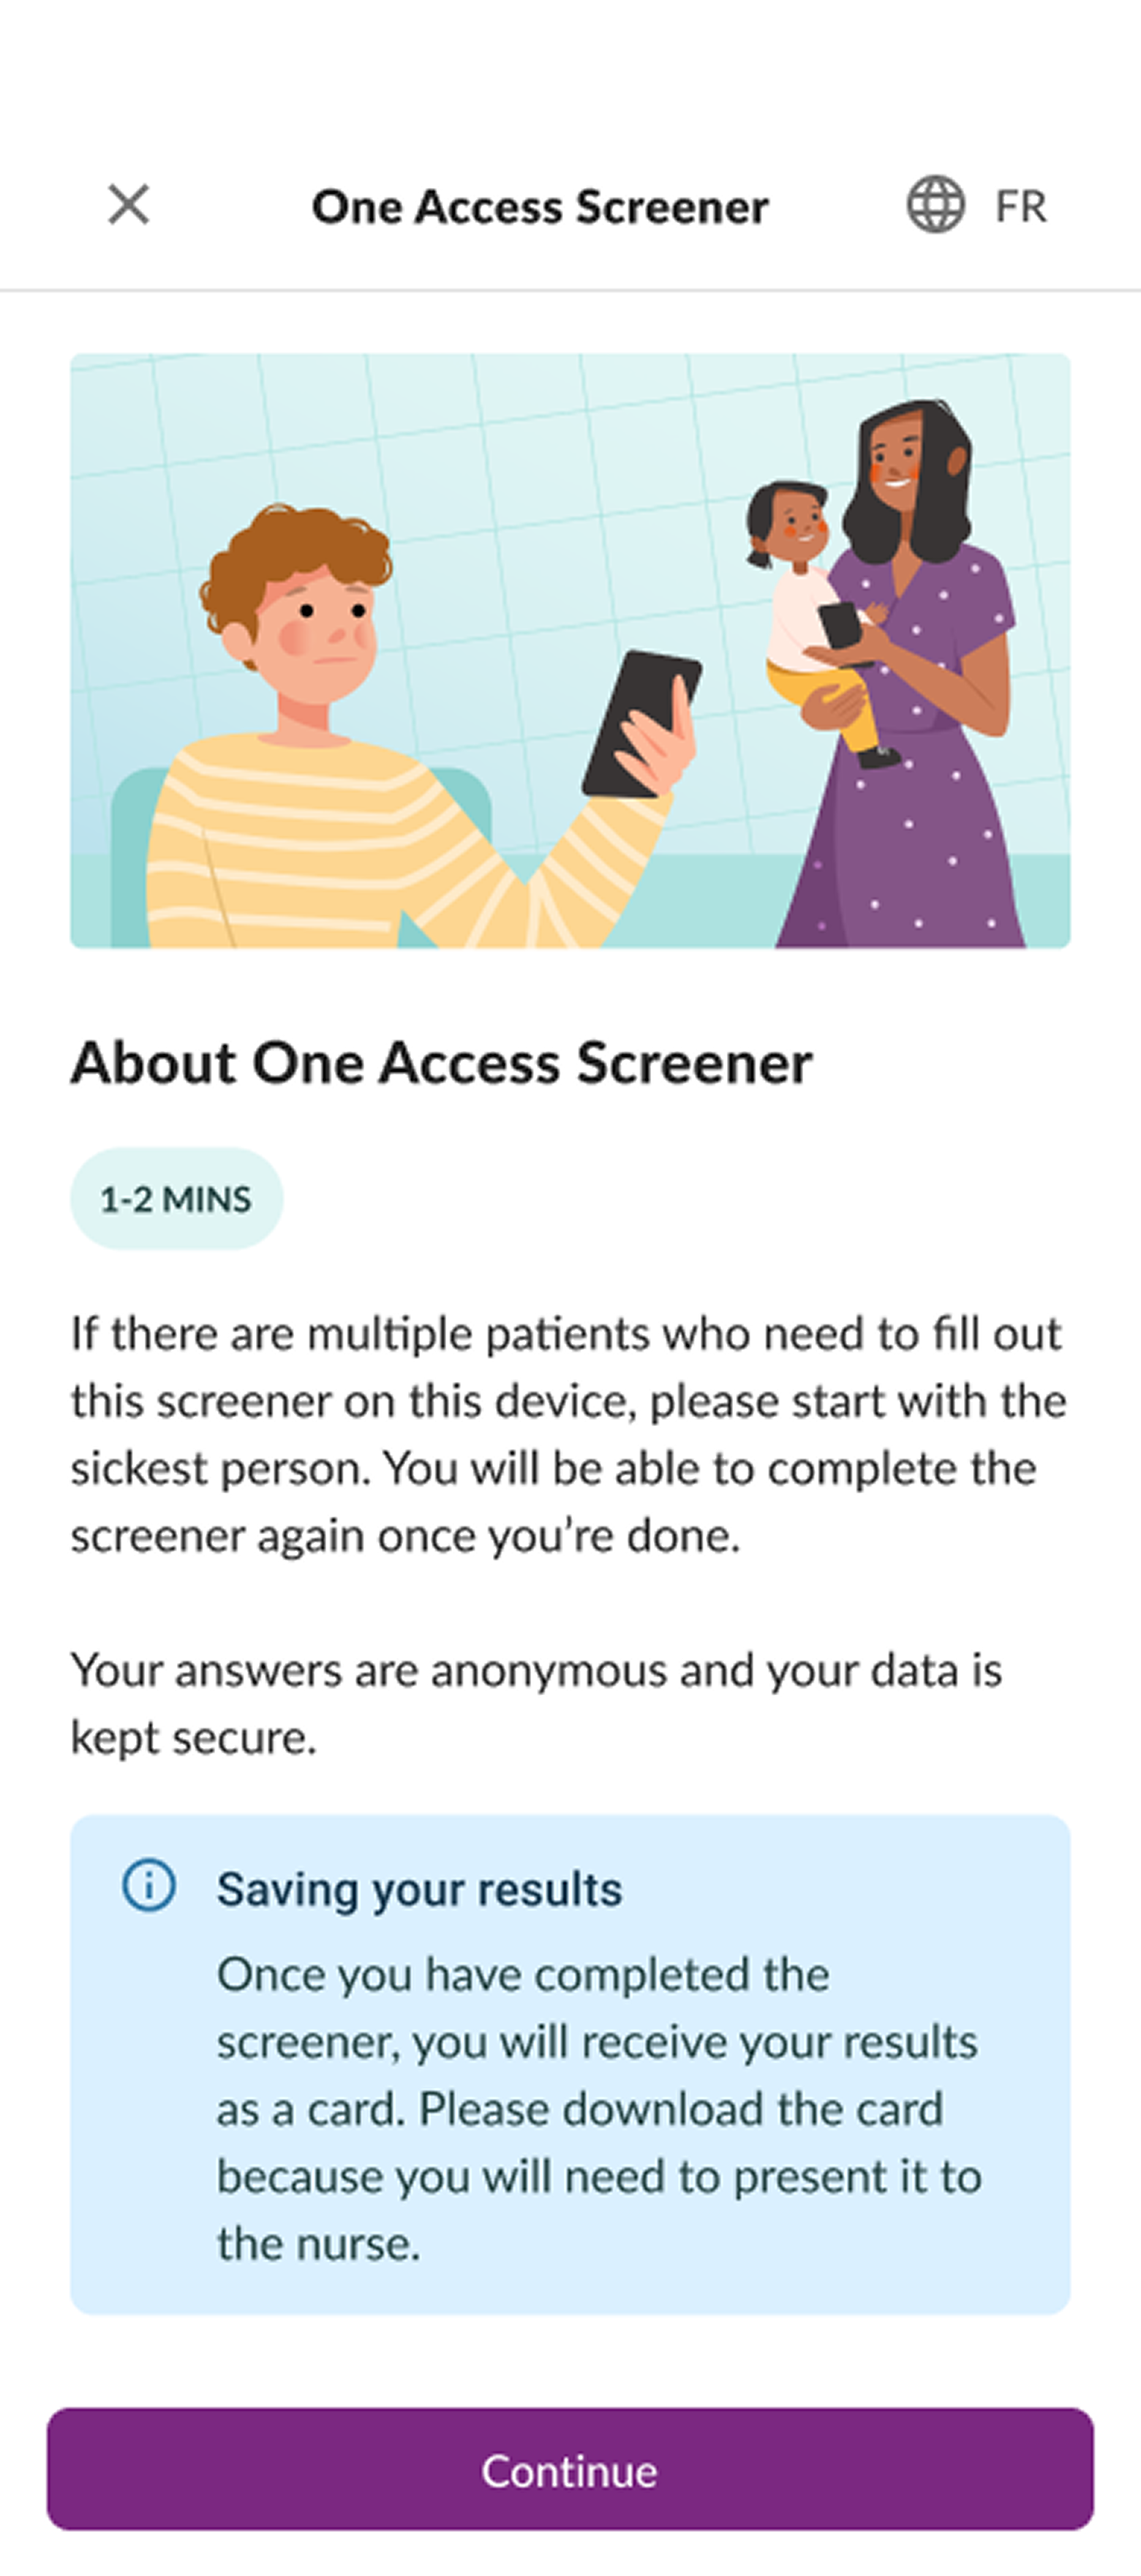 One Access Screener
FR
About One Access Screener
1-2 MINS
If there are multiple patients who need to fill out
this screener on this device, please start with the
sickest person. You will be able to complete the
screener again once you’re done.
Your answers are anonymous and your data is
kept secure.
Saving your results
Once you have completed the
screener, you will receive your results
as a card. Please download the card
because you will need to present it to
the nurse.
Continue